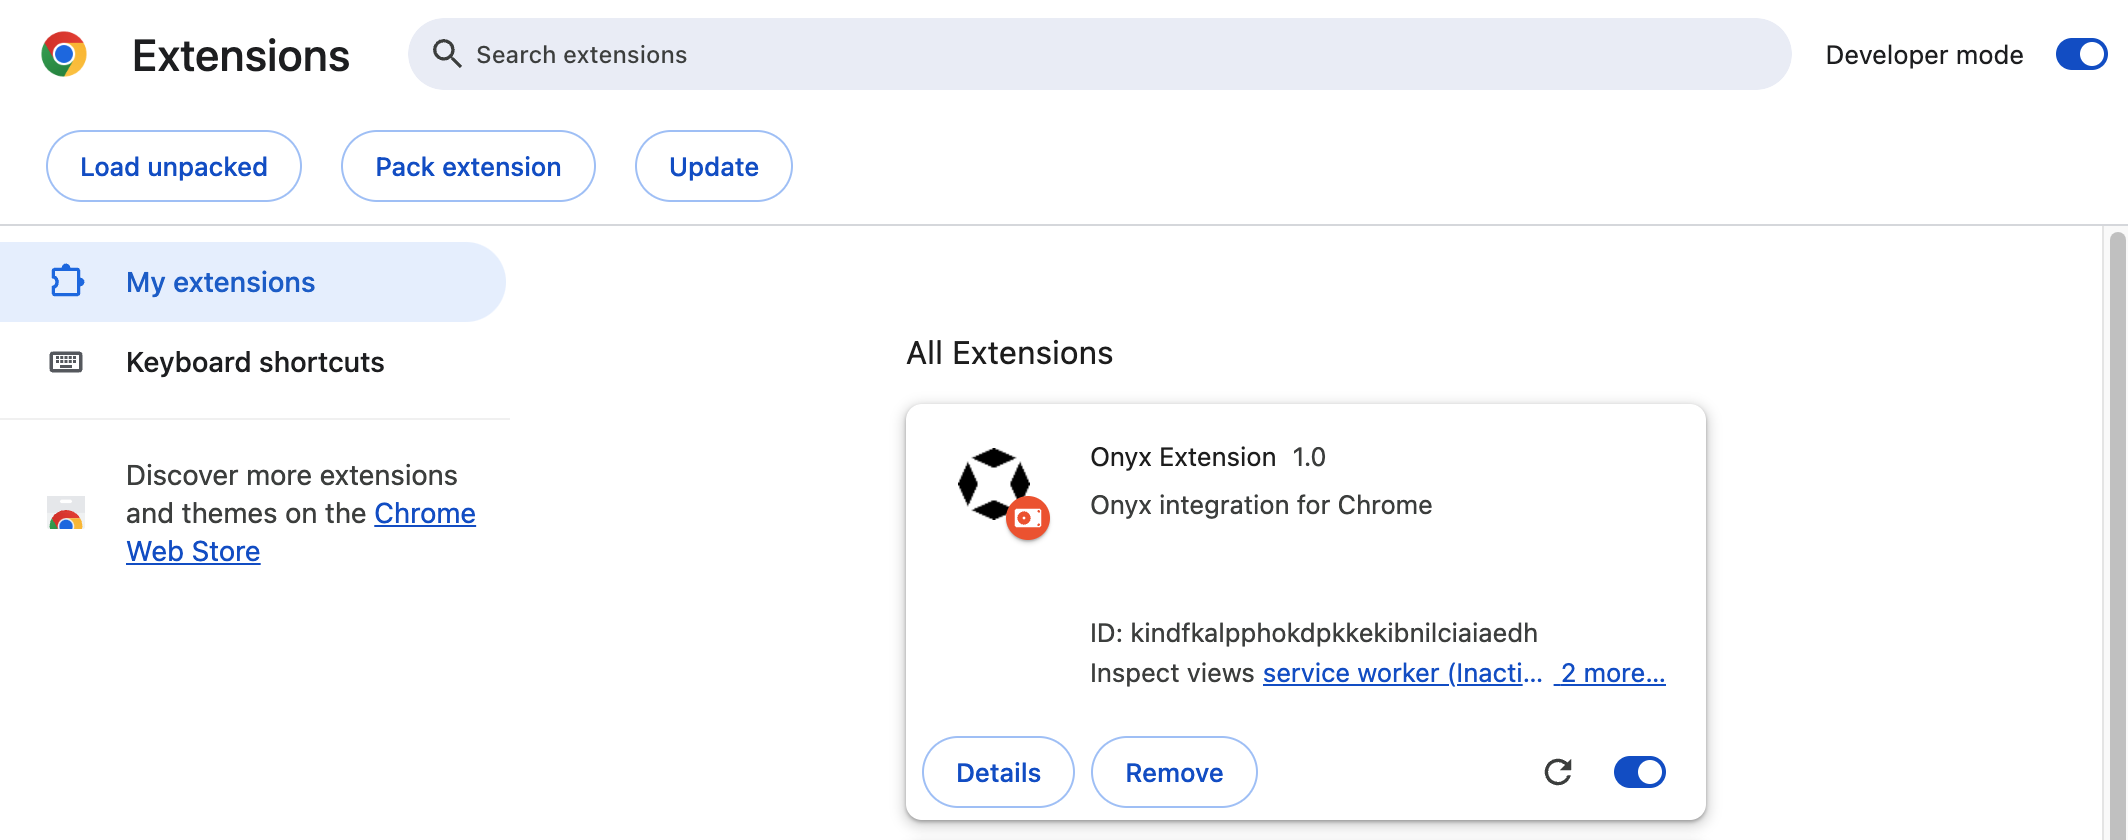 Extensions
Search extensions
Developer mode
Load unpacked
Pack extension
Update
My extensions
Keyboard shortcuts
Discover more extensions
and themes on the Chrome
Web Store
All Extensions
Onyx Extension 1.0
Onyx integration for Chrome
ID: kindfkalpphokdpkkekibnilciaiaedh
Inspect views service worker (Inacti... 2 more...
Details
Remove